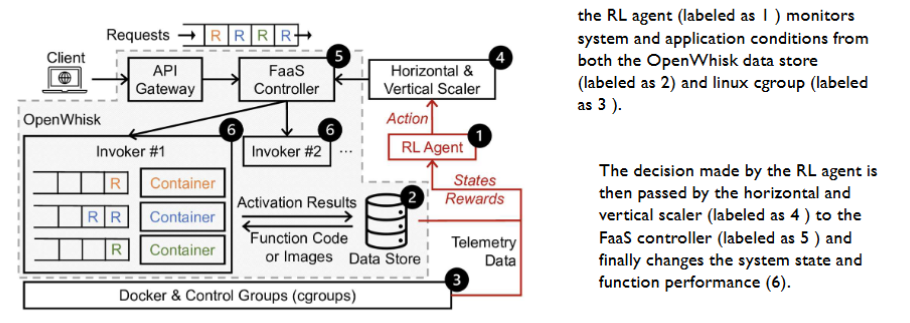 Requests
R R R R
Client
API
Gateway
FaaS
Controller
5
Horizontal &
Vertical Scaler
4
OpenWhisk
Action
RL Agent
1
6
Invoker #1
6
Invoker #2
...
R
Container
R R
Container
R
Container
States
Rewards
Activation Results
Function Code
or Images
2
Data Store
Telemetry
Data
3
Docker & Control Groups (cgroups)
the RL agent (labeled as 1 ) monitors
system and application conditions from
both the OpenWhisk data store
(labeled as 2) and linux cgroup (labeled
as 3 ).
The decision made by the RL agent is
then passed by the horizontal and
vertical scaler (labeled as 4 ) to the
FaaS controller (labeled as 5 ) and
finally changes the system state and
function performance (6).